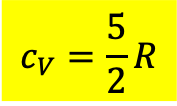 c_V = 5/2 R